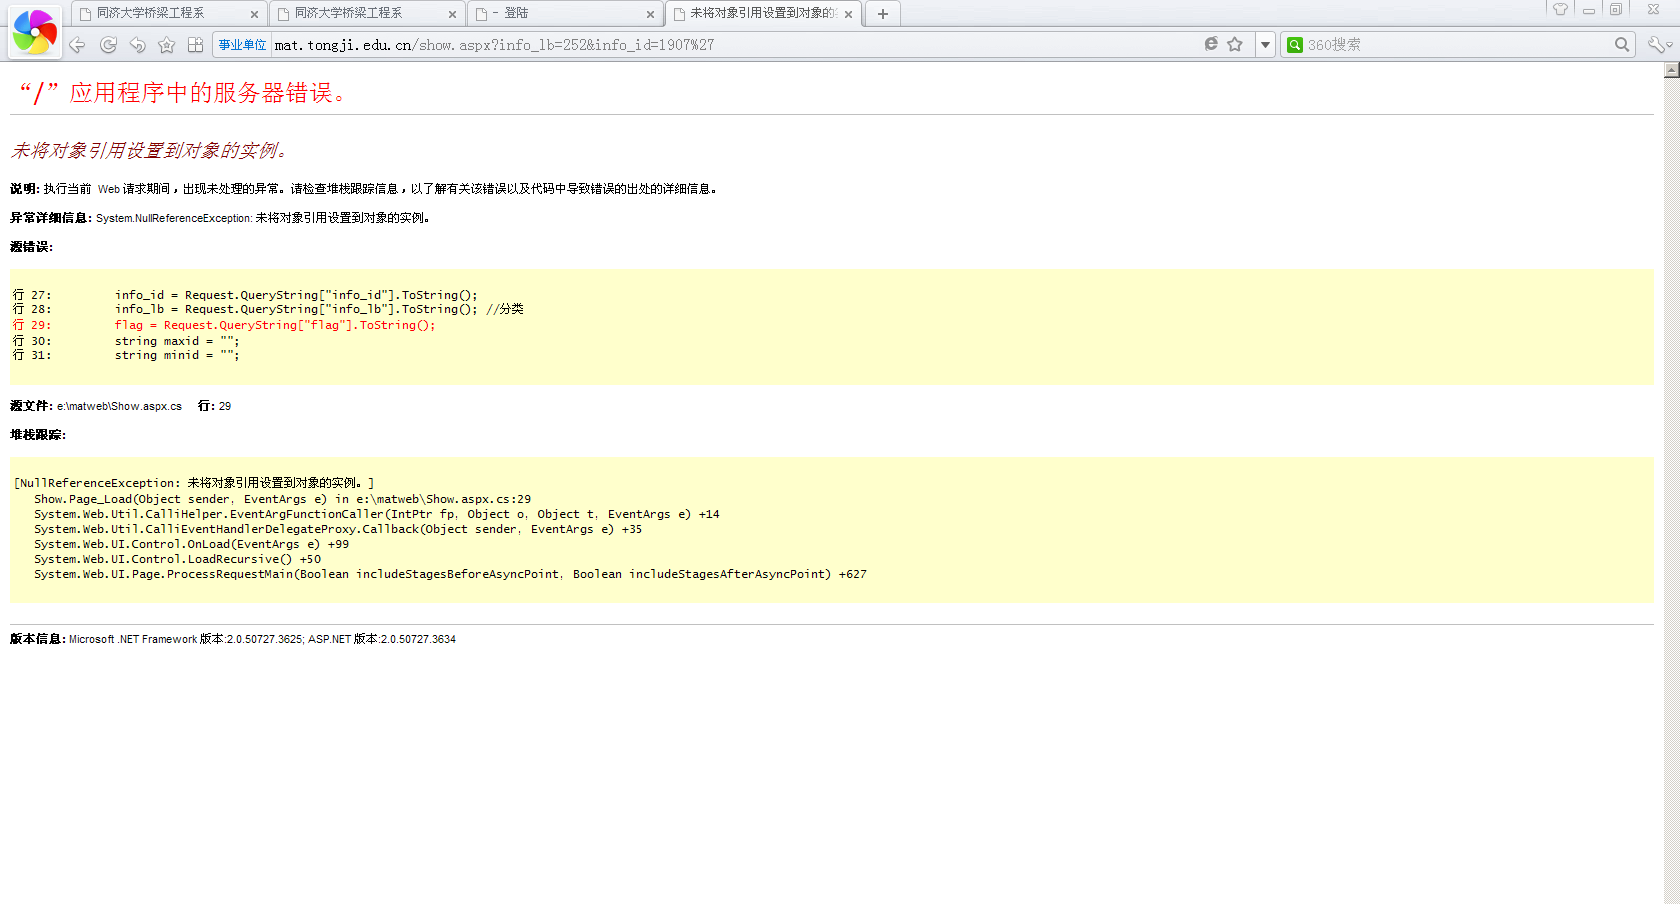 同济大学桥梁工程系
同济大学桥梁工程系
- 登陆
未将对象引用设置到对象的
事业单位 mat.tongji.edu.cn/show.aspx?info_lb=252&info_id=1907%27
360搜索
“/”应用程序中的服务器错误。
未将对象引用设置到对象的实例。
说明: 执行当前 Web 请求期间，出现未处理的异常。请检查堆栈跟踪信息，以了解有关该错误以及代码中导致错误的出处的详细信息。
异常详细信息: System.NullReferenceException: 未将对象引用设置到对象的实例。
源错误:
行 27:         info_id = Request.QueryString["info_id"].ToString();
行 28:         info_lb = Request.QueryString["info_lb"].ToString(); //分类
行 29:         flag = Request.QueryString["flag"].ToString();
行 30:         string maxid = "";
行 31:         string minid = "";
源文件: e:\matweb\Show.aspx.cs    行: 29
堆栈跟踪:
[NullReferenceException: 未将对象引用设置到对象的实例。]
   Show.Page_Load(Object sender, EventArgs e) in e:\matweb\Show.aspx.cs:29
   System.Web.Util.CalliHelper.EventArgFunctionCaller(IntPtr fp, Object o, Object t, EventArgs e) +14
   System.Web.Util.CalliEventHandlerDelegateProxy.Callback(Object sender, EventArgs e) +35
   System.Web.UI.Control.OnLoad(EventArgs e) +99
   System.Web.UI.Control.LoadRecursive() +50
   System.Web.UI.Page.ProcessRequestMain(Boolean includeStagesBeforeAsyncPoint, Boolean includeStagesAfterAsyncPoint) +627
版本信息: Microsoft .NET Framework 版本:2.0.50727.3625; ASP.NET 版本:2.0.50727.3634